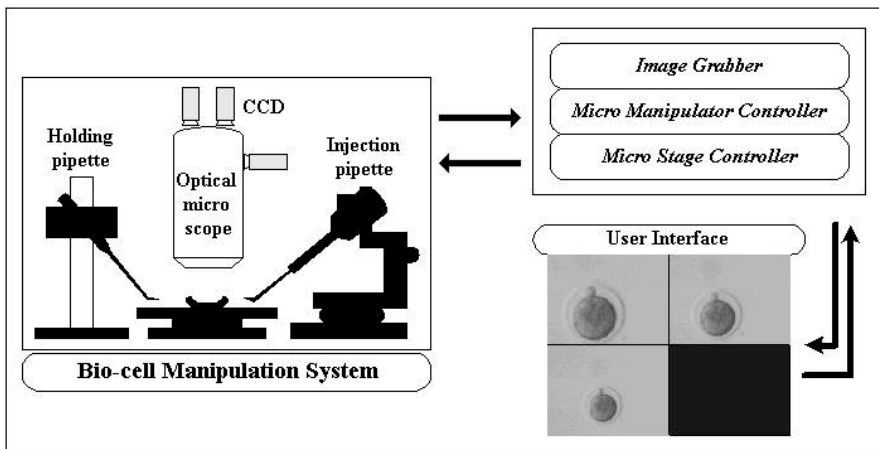 CCD
Holding
pipette
Injection
pipette
Optical
micro
scope
Bio-cell Manipulation System
Image Grabber
Micro Manipulator Controller
Micro Stage Controller
User Interface